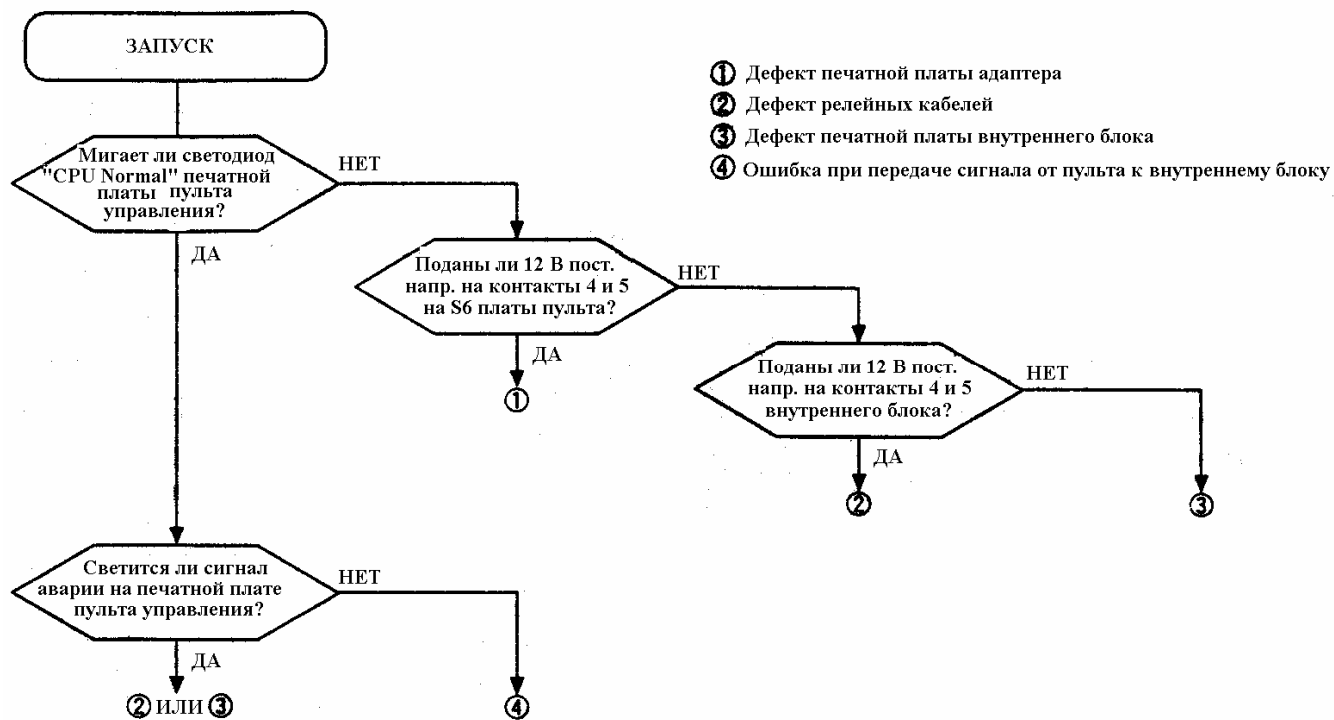 ЗАПУСК
① Дефект печатной платы адаптера
② Дефект релейных кабелей
③ Дефект печатной платы внутреннего блока
④ Ошибка при передаче сигнала от пульта к внутреннему блоку
Мигает ли светодиод
"CPU Normal" печатной
платы пульта
управления?
НЕТ
ДА
Поданы ли 12 В пост.
напр. на контакты 4 и 5
на S6 платы пульта?
НЕТ
ДА
①
Поданы ли 12 В пост.
напр. на контакты 4 и 5
внутреннего блока?
НЕТ
ДА
②
③
Светится ли сигнал
аварии на печатной плате
пульта управления?
НЕТ
ДА
② ИЛИ ③
④